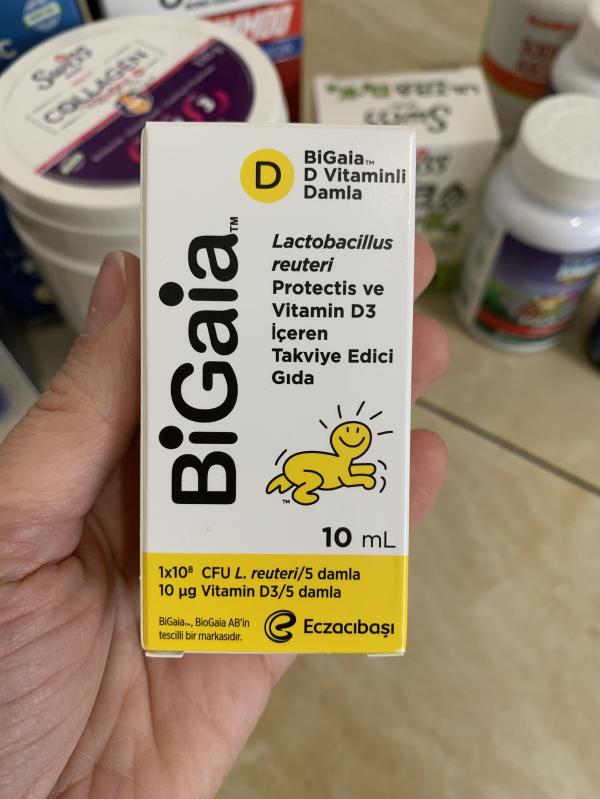 D
BiGaia™
D Vitaminli
Damla
BiGaia™
Lactobacillus
reuteri
Protectis ve
Vitamin D3
İçeren
Takviye Edici
Gıda
™
10 mL
1x10⁸ CFU L. reuteri/5 damla
10 µg Vitamin D3/5 damla
BiGaia™, BioGaia AB'in
tescilli bir markasıdır.
Eczacıbaşı
COLLAGEN